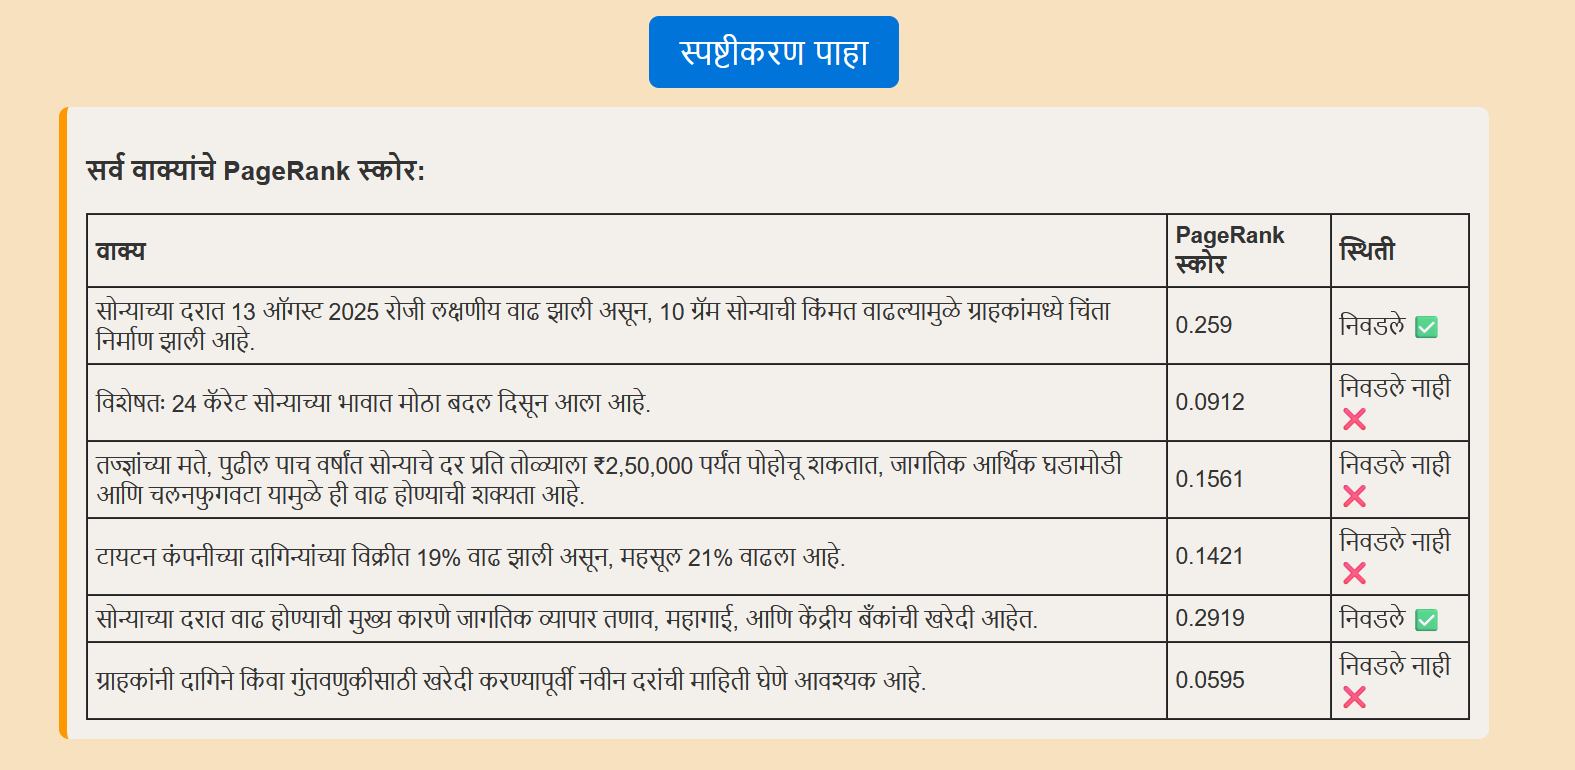 स्पष्टीकरण पाहा
सर्व वाक्यांचे PageRank स्कोर:
वाक्य
PageRank
स्कोर
स्थिती
सोन्याच्या दरात 13 ऑगस्ट 2025 रोजी लक्षणीय वाढ झाली असून, 10 ग्रॅम सोन्याची किंमत वाढल्यामुळे ग्राहकांमध्ये चिंता
निर्माण झाली आहे.
0.259
निवडले ✅
विशेषतः 24 कॅरेट सोन्याच्या भावात मोठा बदल दिसून आला आहे.
0.0912
निवडले नाही
❌
तज्ज्ञांच्या मते, पुढील पाच वर्षांत सोन्याचे दर प्रति तोळ्याला ₹2,50,000 पर्यंत पोहोचू शकतात, जागतिक आर्थिक घडामोडी
आणि चलनफुगवटा यामुळे ही वाढ होण्याची शक्यता आहे.
0.1561
निवडले नाही
❌
टायटन कंपनीच्या दागिन्यांच्या विक्रीत 19% वाढ झाली असून, महसूल 21% वाढला आहे.
0.1421
निवडले नाही
❌
सोन्याच्या दरात वाढ होण्याची मुख्य कारणे जागतिक व्यापार तणाव, महागाई, आणि केंद्रीय बँकांची खरेदी आहेत.
0.2919
निवडले ✅
ग्राहकांनी दागिने किंवा गुंतवणुकीसाठी खरेदी करण्यापूर्वी नवीन दरांची माहिती घेणे आवश्यक आहे.
0.0595
निवडले नाही
❌